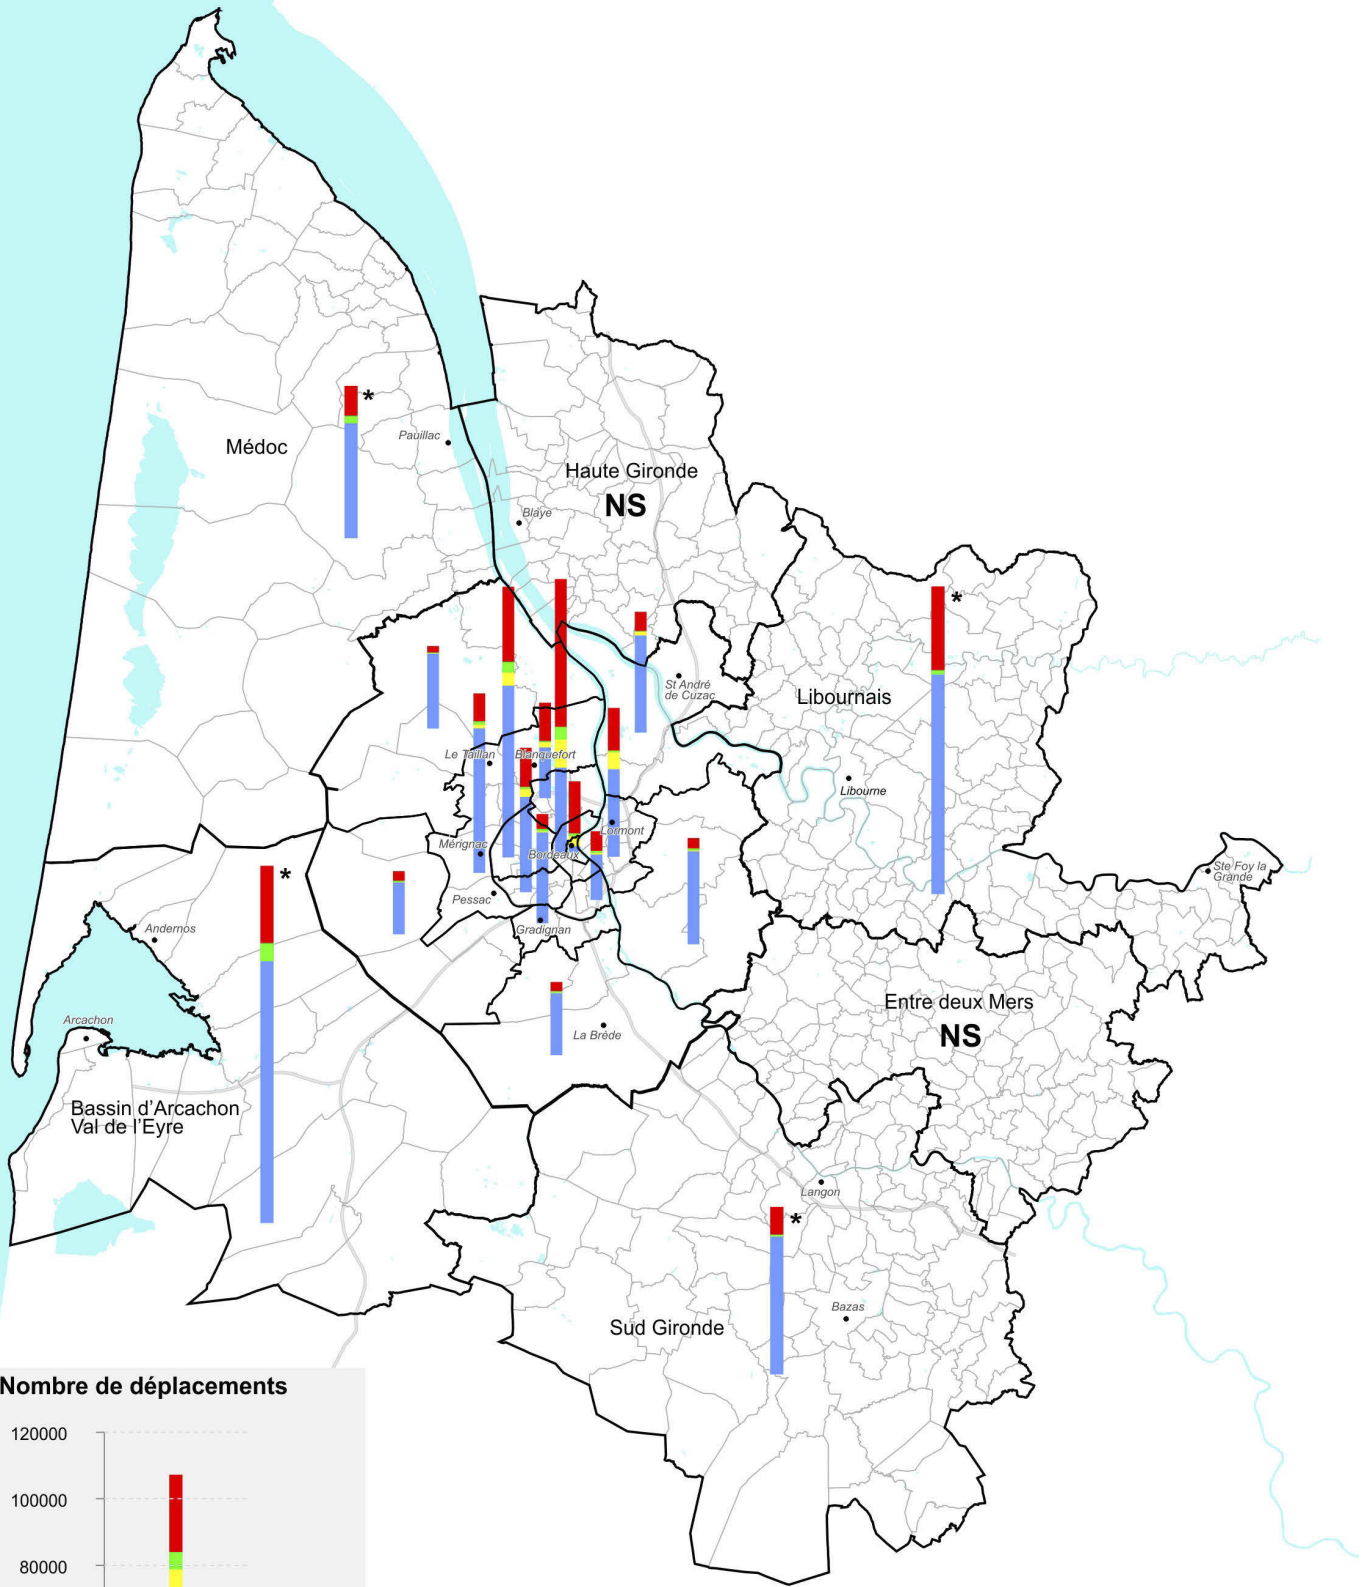 *
Médoc
Pauillac
Haute Gironde
NS
Blaye
*
St André
de Cuzac
Libournais
Le Taillan
Blanquefort
Libourne
Lormont
Mérignac
Bordeaux
Ste Foy la
Grande
*
Pessac
Andernos
Gradignan
Entre deux Mers
NS
Arcachon
La Brède
Bassin d'Arcachon
Val de l'Eyre
Langon
*
Bazas
Sud Gironde
Nombre de déplacements
120000
100000
80000